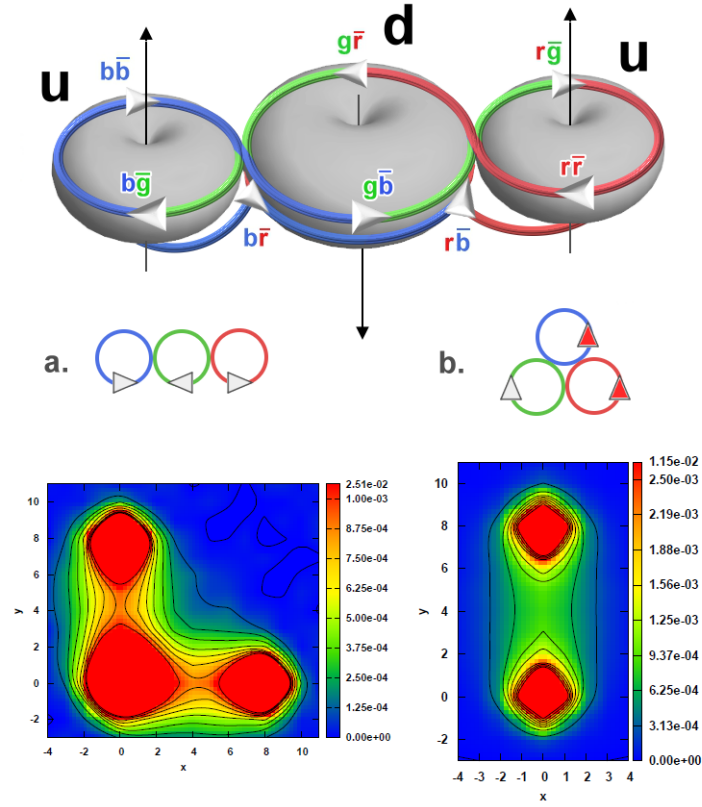 d
gr̅
rg̅
u
u
bb̅
rr̅
bg̅
gb̅
br̅
rb̅
a.
b.
2.51e-02
1.00e-03
8.75e-04
7.50e-04
6.25e-04
5.00e-04
3.75e-04
2.50e-04
1.25e-04
0.00e+00
10
8
6
4
2
0
-2
y
-4 -2 0 2 4 6 8 10
x
1.15e-02
2.50e-03
2.19e-03
1.88e-03
1.56e-03
1.25e-03
9.37e-04
6.25e-04
3.13e-04
0.00e+00
10
8
6
4
2
0
-2
y
-4 -3 -2 -1 0 1 2 3 4
x